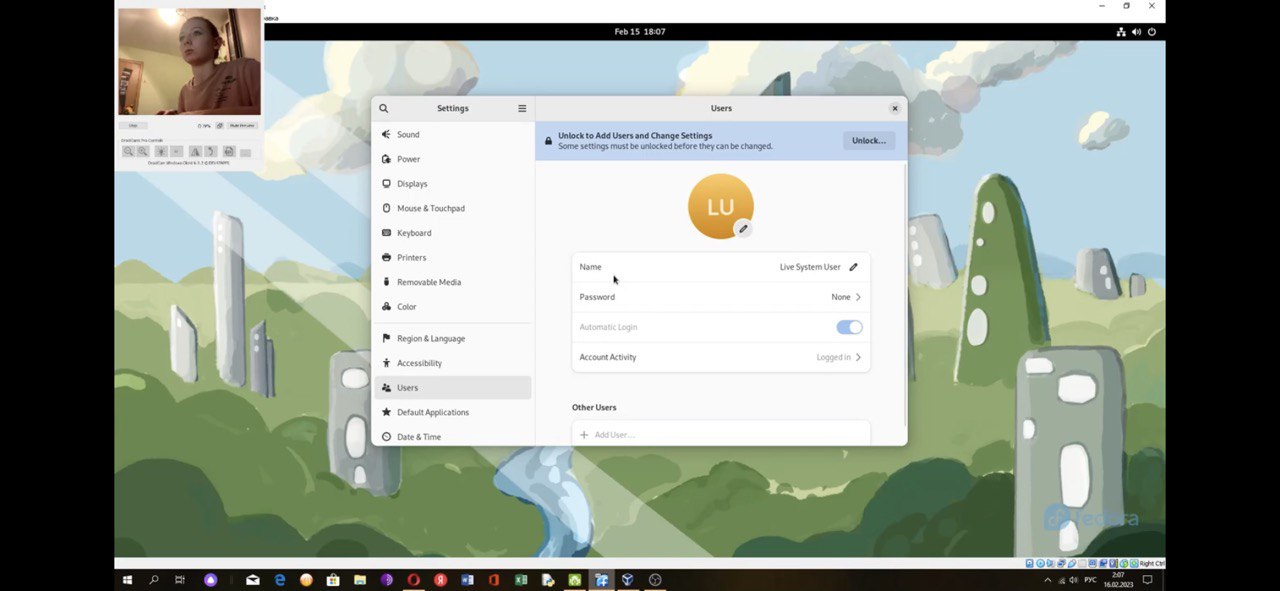 Feb 15 18:07
Settings
Users
Sound
Power
Displays
Mouse & Touchpad
Keyboard
Printers
Removable Media
Color
Region & Language
Accessibility
Users
Default Applications
Date & Time
Unlock to Add Users and Change Settings
Some settings must be unlocked before they can be changed.
Unlock...
LU
Name
Live System User
Password
None
Automatic Login
Account Activity
Logged in
Other Users
Add User...
fedora
Right Ctrl
РУС
2:07
16.02.2023